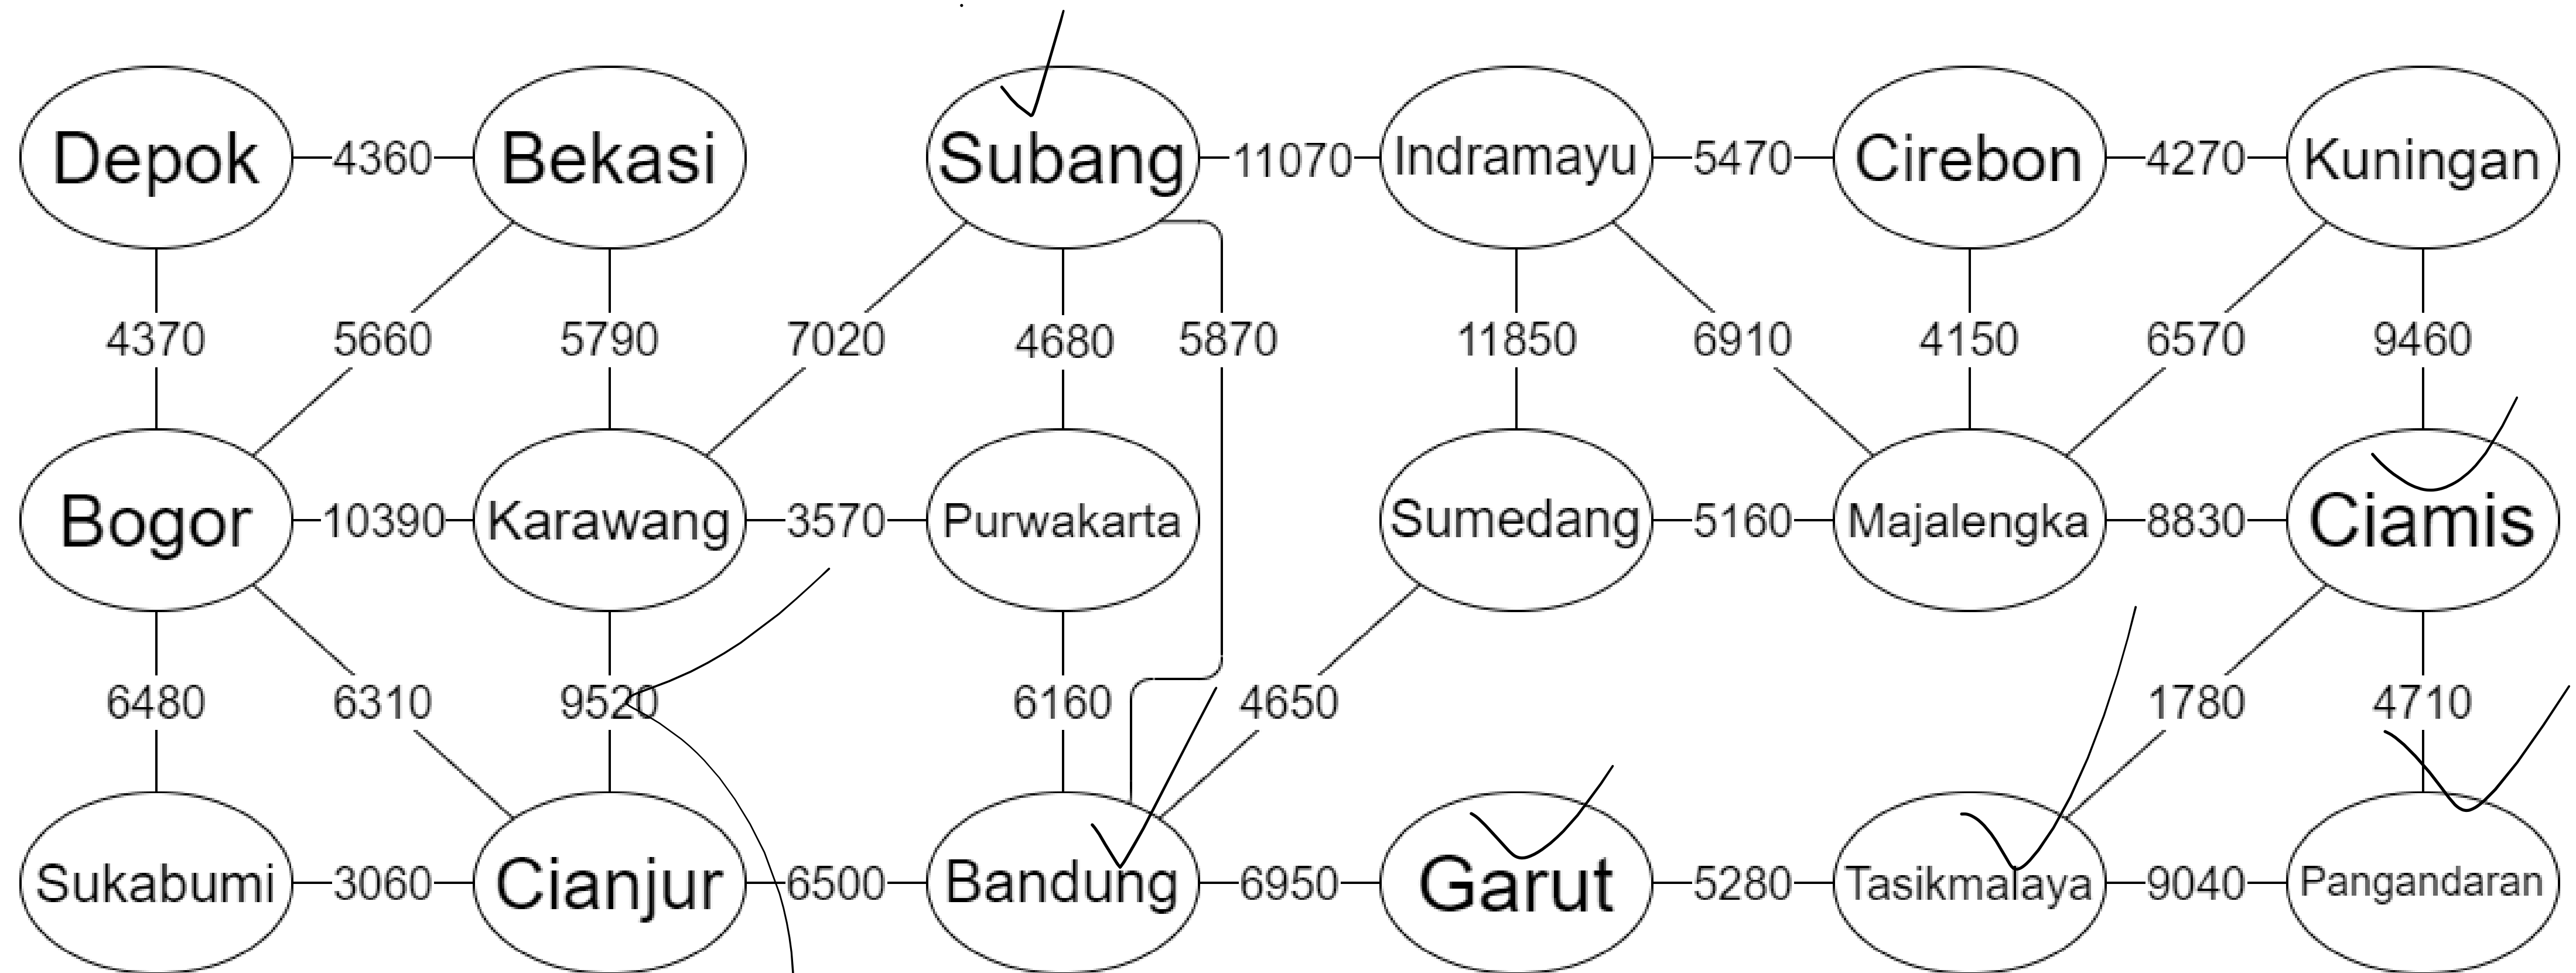 Depok 4360 Bekasi Subang 11070 Indramayu 5470 Cirebon 4270 Kuningan
4370 5660 5790 7020 4680 5870 11850 6910 4150 6570 9460
Bogor 10390 Karawang 3570 Purwakarta Sumedang 5160 Majalengka 8830 Ciamis
6480 6310 9520 6160 4650 1780 4710
Sukabumi 3060 Cianjur 6500 Bandung 6950 Garut 5280 Tasikmalaya 9040 Pangandaran